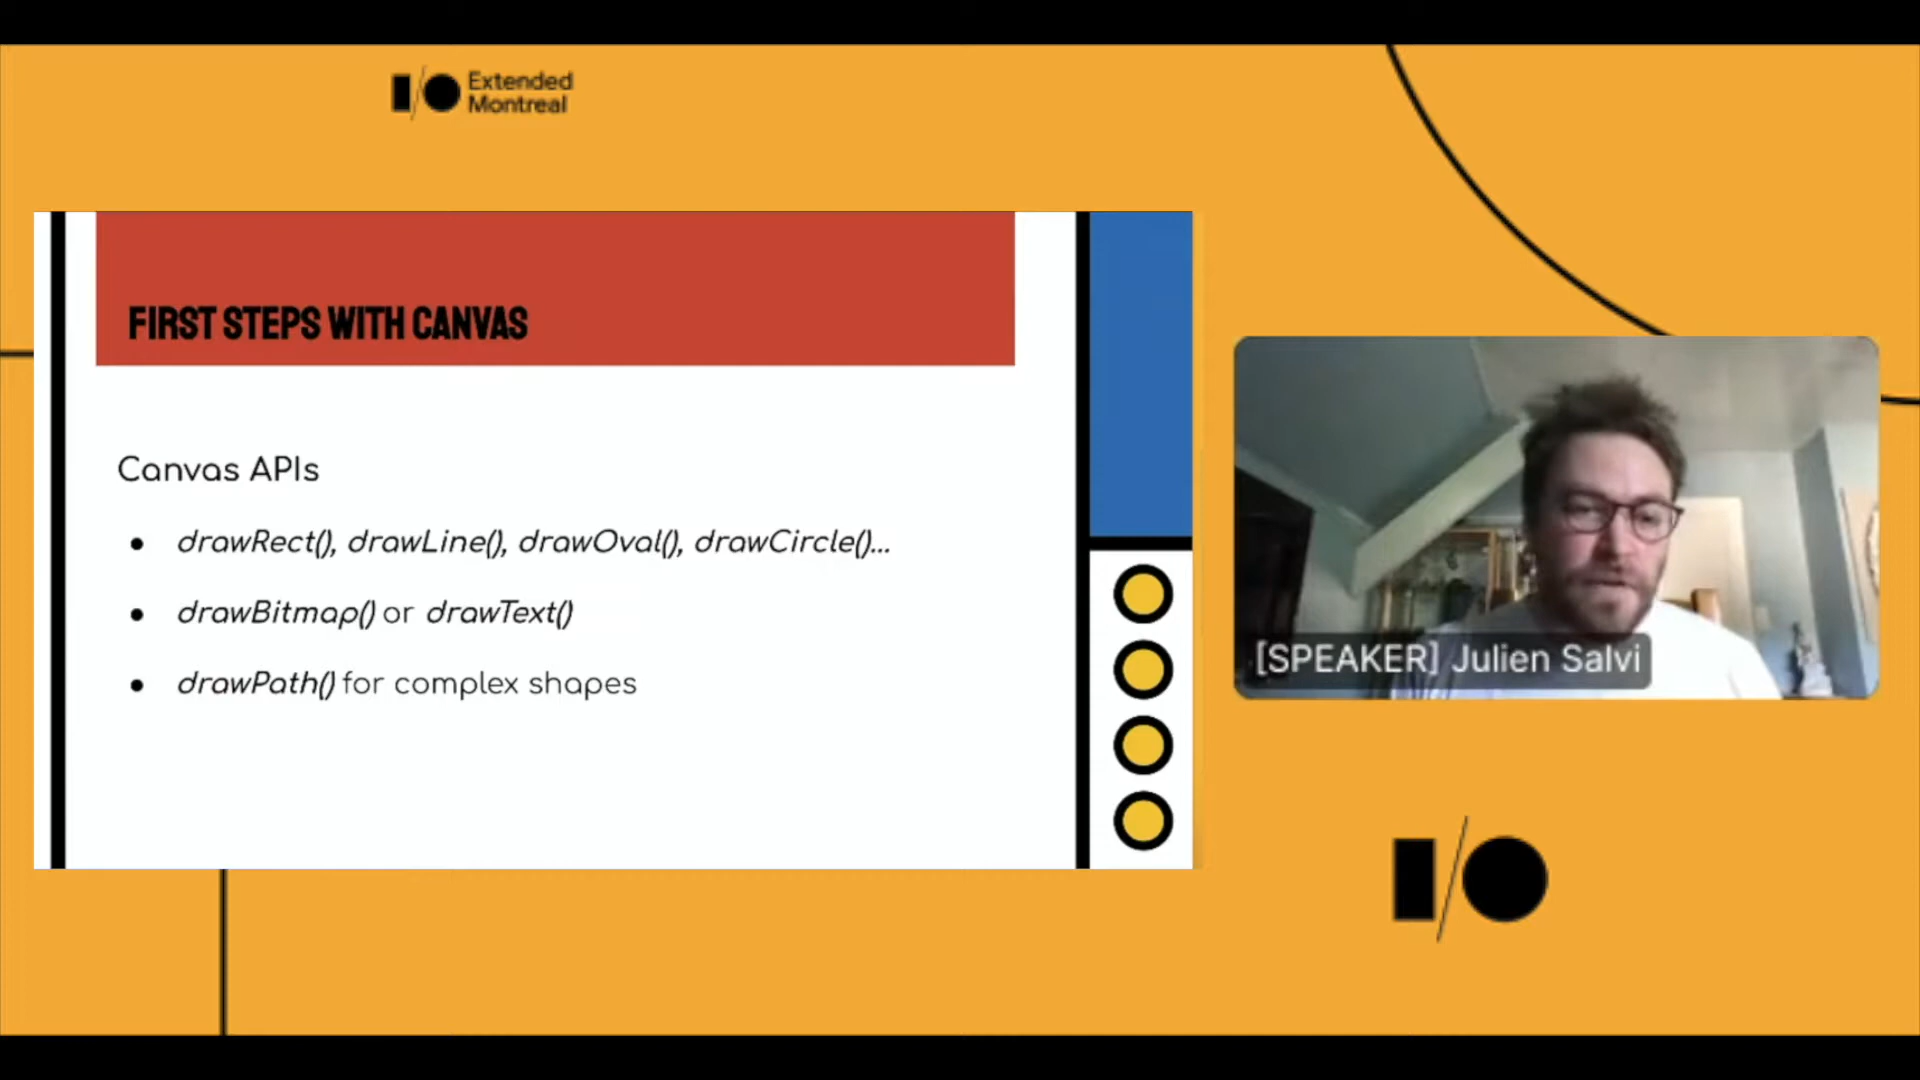 Extended
Montreal
FIRST STEPS WITH CANVAS
Canvas APIs
• drawRect(), drawLine(), drawOval(), drawCircle()...
• drawBitmap() or drawText()
• drawPath() for complex shapes
[SPEAKER] Julien Salvi
I/O